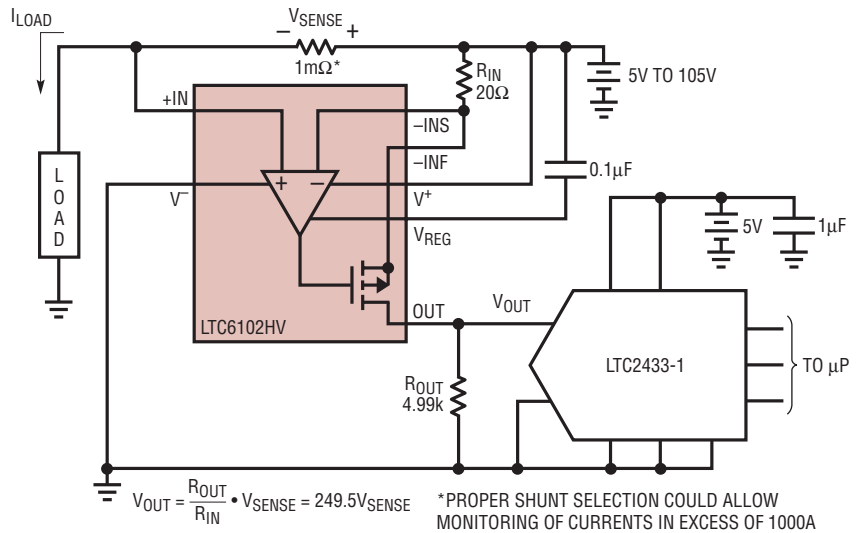 ILOAD
− VSENSE +
1mΩ*
RIN
20Ω
5V TO 105V
+IN
–INS
–INF
0.1µF
L
O
A
D
+ −
V–
V+
VREG
5V
1µF
LTC6102HV
OUT
VOUT
LTC2433-1
TO µP
ROUT
4.99k
VOUT = ROUT/RIN • VSENSE = 249.5VSENSE
*PROPER SHUNT SELECTION COULD ALLOW
MONITORING OF CURRENTS IN EXCESS OF 1000A